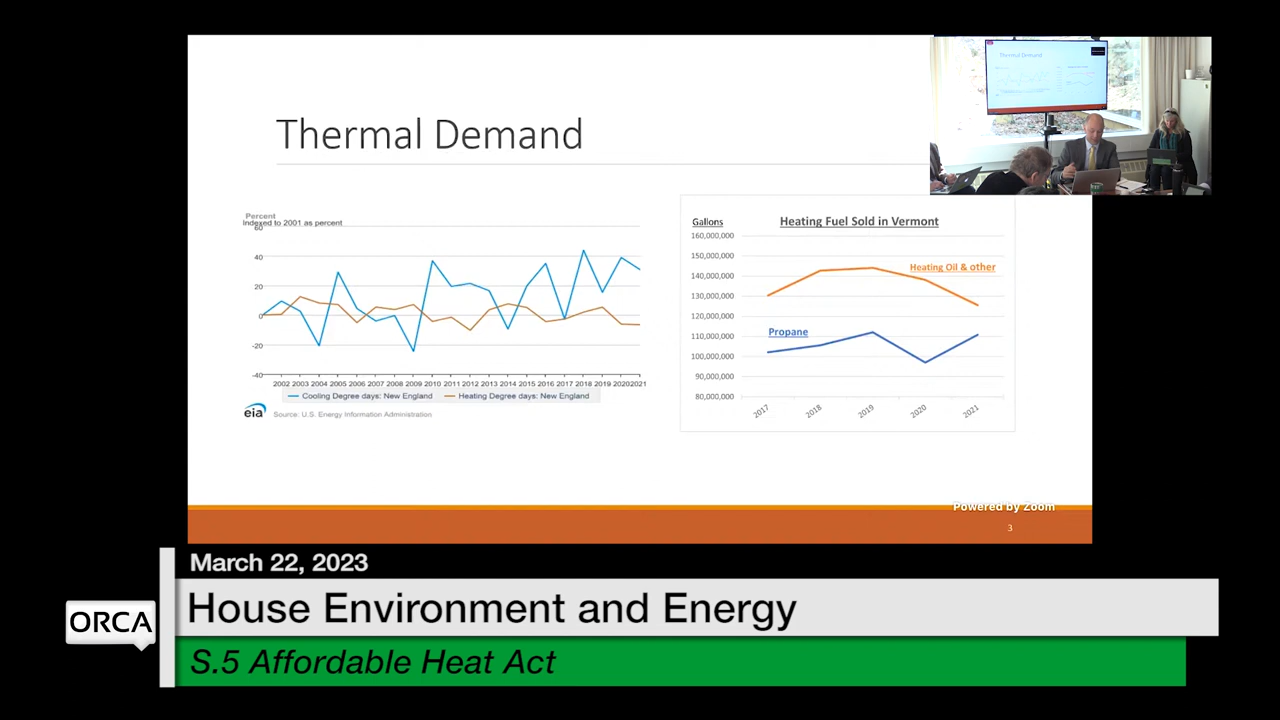 Thermal Demand
Percent
Indexed to 2001 as percent
60
40
20
0
-20
-40
2002 2003 2004 2005 2006 2007 2008 2009 2010 2011 2012 2013 2014 2015 2016 2017 2018 2019 20202021
Cooling Degree days: New England Heating Degree days: New England
eia Source: U.S. Energy Information Administration
Gallons Heating Fuel Sold in Vermont
160,000,000
150,000,000
140,000,000
130,000,000
120,000,000
110,000,000
100,000,000
90,000,000
80,000,000
Heating Oil & other
Propane
2017 2018 2019 2020 2021
Powered by Zoom
3
March 22, 2023
House Environment and Energy
ORCA
S.5 Affordable Heat Act
Thermal Demand